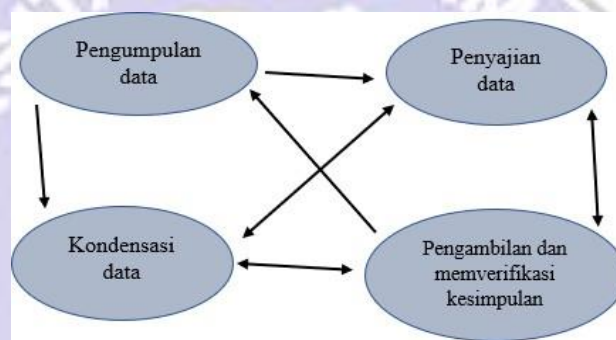 Pengumpulan
data
Penyajian
data
Kondensasi
data
Pengambilan dan
memverifikasi
kesimpulan